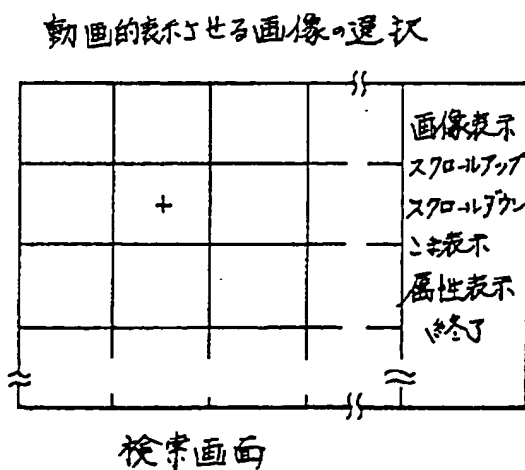 動画的表示させる画像の選択
画像表示
スクロールアップ
スクロールダウン
こま表示
属性表示
終了
検索画面